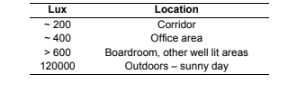 Lux Location
~ 200 Corridor
~ 400 Office area
> 600 Boardroom, other well lit areas
120000 Outdoors – sunny day